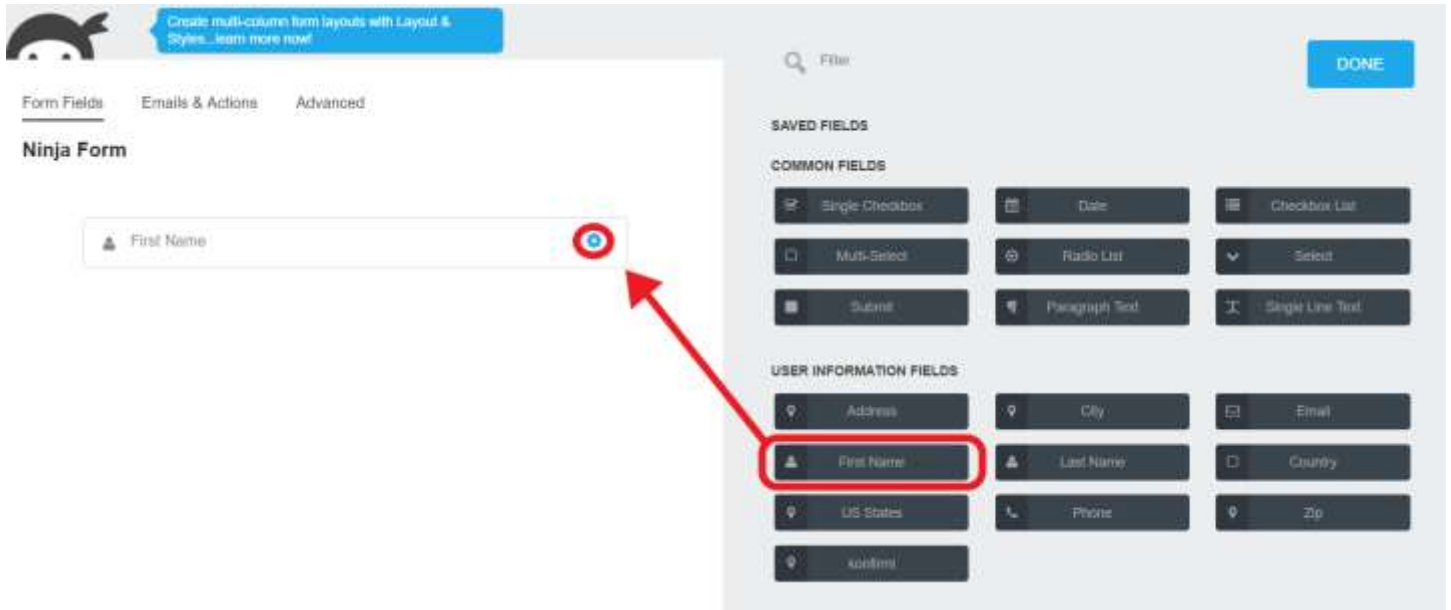 Create multi-column form layouts with Layout &
Styles...learn more now!
Form Fields Emails & Actions Advanced
Ninja Form
First Name
Filter
DONE
SAVED FIELDS
COMMON FIELDS
Single Checkbox Date Checkbox List
Multi-Select Radio List Select
Submit Paragraph Text Single Line Text
USER INFORMATION FIELDS
Address City Email
First Name Last Name Country
US States Phone Zip
konfirmi